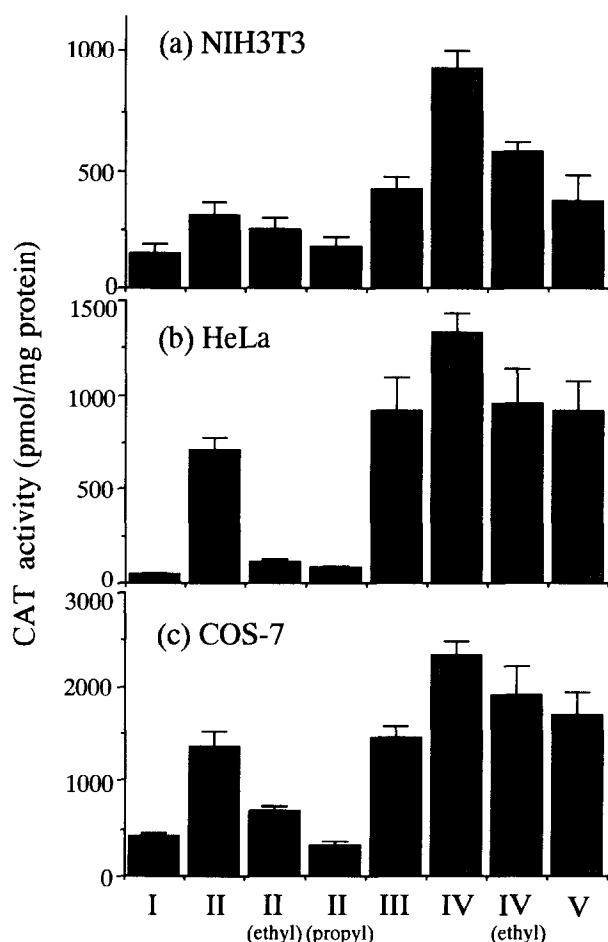 CAT activity (pmol/mg protein)
(a) NIH3T3
1000
500
0
(b) HeLa
1500
1000
500
0
(c) COS-7
3000
2000
1000
0
I II II II III IV IV V
(ethyl) (propyl) (ethyl)